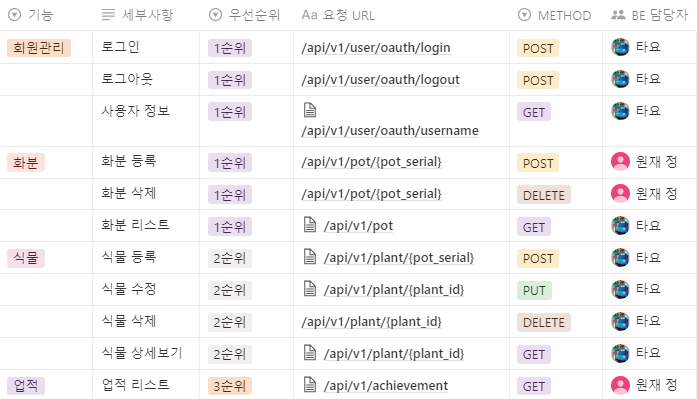 기능 세부사항 우선순위 Aa 요청 URL METHOD BE 담당자
회원관리 로그인 1순위 /api/v1/user/oauth/login POST 타요
로그아웃 1순위 /api/v1/user/oauth/logout POST 타요
사용자 정보 1순위 /api/v1/user/oauth/username GET 타요
화분 화분 등록 1순위 /api/v1/pot/{pot_serial} POST 원재 정
화분 삭제 1순위 /api/v1/pot/{pot_serial} DELETE 원재 정
화분 리스트 1순위 /api/v1/pot GET 타요
식물 식물 등록 2순위 /api/v1/plant/{pot_serial} POST 타요
식물 수정 2순위 /api/v1/plant/{plant_id} PUT 타요
식물 삭제 2순위 /api/v1/plant/{plant_id} DELETE 타요
식물 상세보기 2순위 /api/v1/plant/{plant_id} GET 타요
업적 업적 리스트 3순위 /api/v1/achievement GET 원재 정